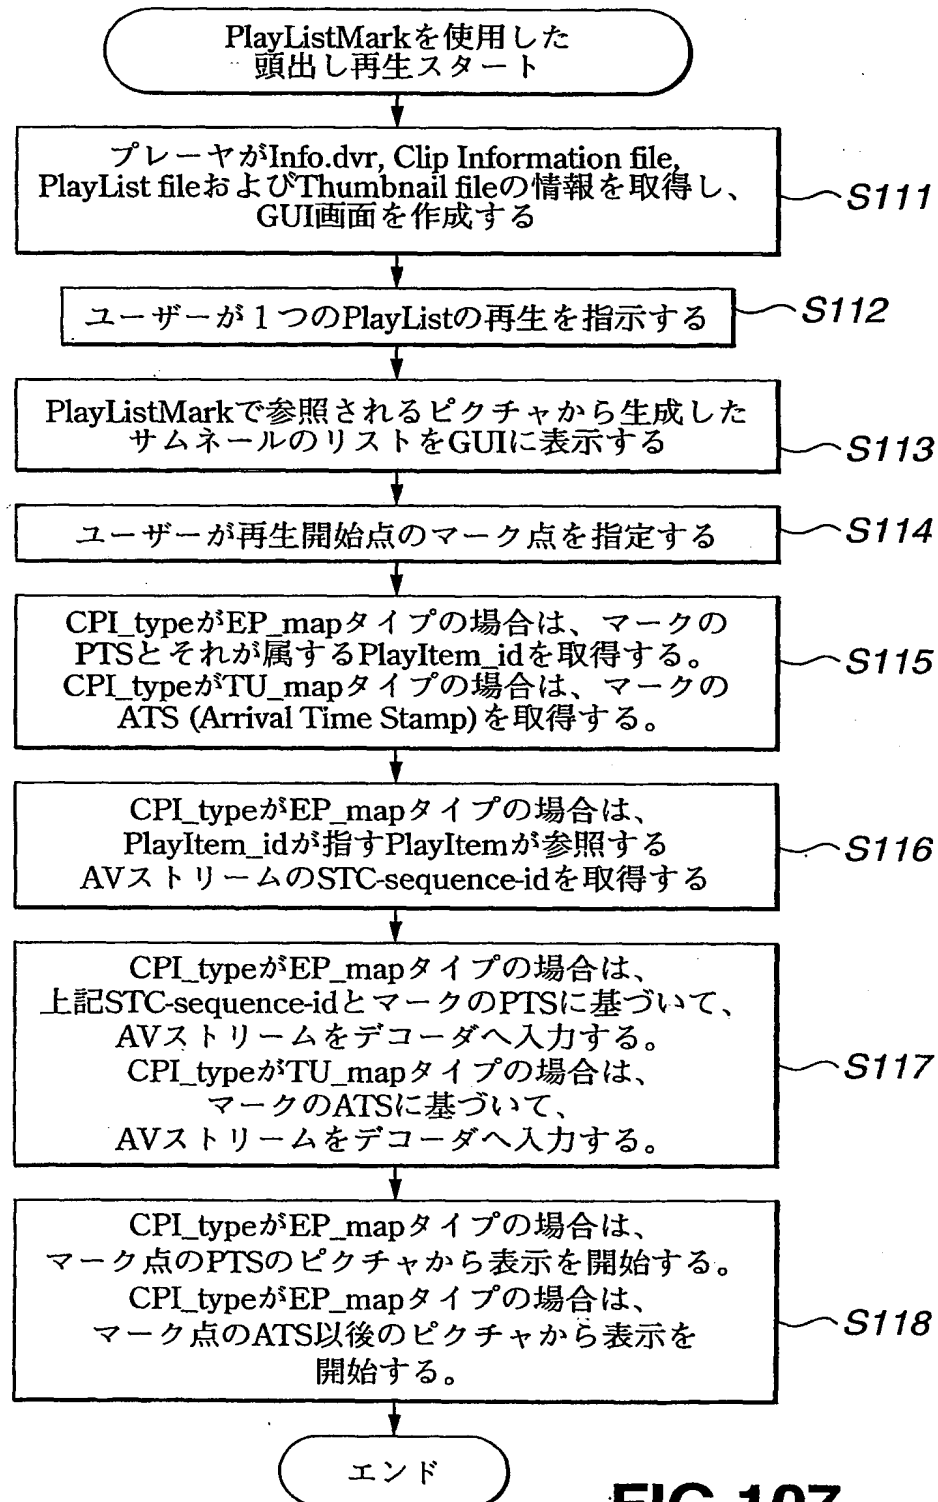 PlayListMarkを使用した
頭出し再生スタート
プレーヤがInfo.dvr, Clip Information file,
PlayList fileおよびThumbnail fileの情報を取得し、
GUI画面を作成する
S111
ユーザーが1つのPlayListの再生を指示する
S112
PlayListMarkで参照されるピクチャから生成した
サムネールのリストをGUIに表示する
S113
ユーザーが再生開始点のマーク点を指定する
S114
CPI_typeがEP_mapタイプの場合は、マークの
PTSとそれが属するPlayItem_idを取得する。
CPI_typeがTU_mapタイプの場合は、マークの
ATS (Arrival Time Stamp)を取得する。
S115
CPI_typeがEP_mapタイプの場合は、
PlayItem_idが指すPlayItemが参照する
AVストリームのSTC-sequence-idを取得する
S116
CPI_typeがEP_mapタイプの場合は、
上記STC-sequence-idとマークのPTSに基づいて、
AVストリームをデコーダへ入力する。
CPI_typeがTU_mapタイプの場合は、
マークのATSに基づいて、
AVストリームをデコーダへ入力する。
S117
CPI_typeがEP_mapタイプの場合は、
マーク点のPTSのピクチャから表示を開始する。
CPI_typeがEP_mapタイプの場合は、
マーク点のATS以後のピクチャから表示を
開始する。
S118
エンド
FIG.107